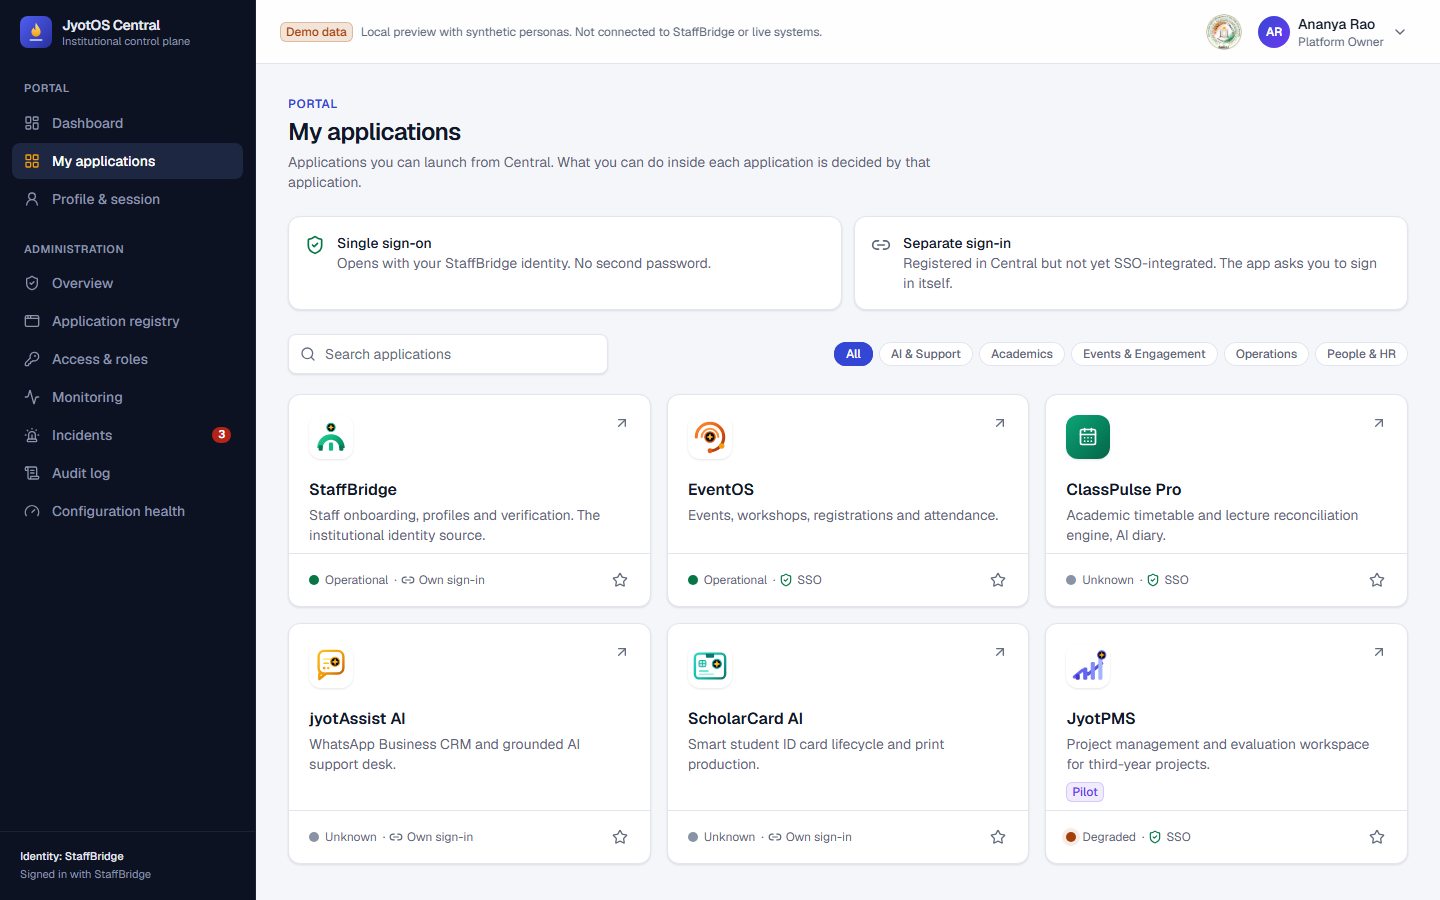 JyotOS Central
Institutional control plane
PORTAL
Dashboard
My applications
Profile & session
ADMINISTRATION
Overview
Application registry
Access & roles
Monitoring
Incidents 3
Audit log
Configuration health
Identity: StaffBridge
Signed in with StaffBridge
Demo data Local preview with synthetic personas. Not connected to StaffBridge or live systems.
AR
Ananya Rao
Platform Owner
PORTAL
My applications
Applications you can launch from Central. What you can do inside each application is decided by that
application.
Single sign-on
Opens with your StaffBridge identity. No second password.
Separate sign-in
Registered in Central but not yet SSO-integrated. The app asks you to sign
in itself.
Search applications
All AI & Support Academics Events & Engagement Operations People & HR
StaffBridge
Staff onboarding, profiles and verification. The
institutional identity source.
Operational · Own sign-in
EventOS
Events, workshops, registrations and attendance.
Operational · SSO
ClassPulse Pro
Academic timetable and lecture reconciliation
engine, AI diary.
Unknown · SSO
jyotAssist AI
WhatsApp Business CRM and grounded AI
support desk.
Unknown · Own sign-in
ScholarCard AI
Smart student ID card lifecycle and print
production.
Unknown · Own sign-in
JyotPMS
Project management and evaluation workspace
for third-year projects.
Pilot
Degraded · SSO